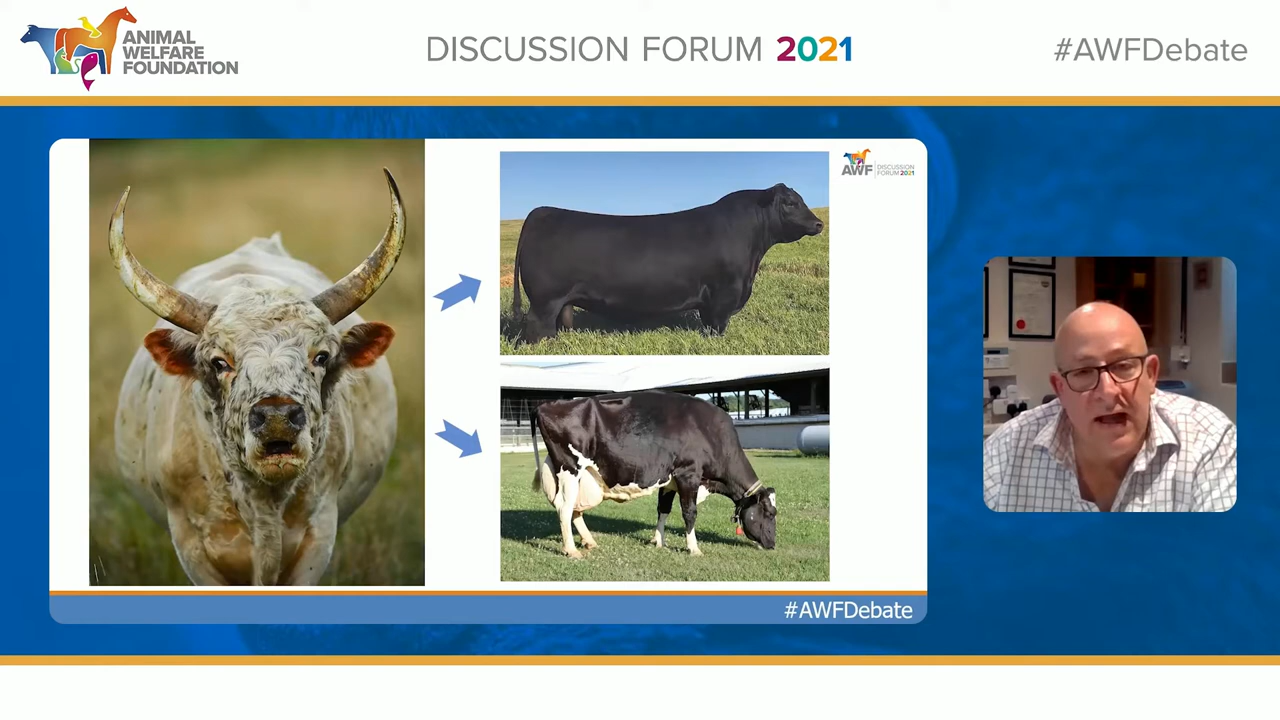 ANIMAL
WELFARE
FOUNDATION
DISCUSSION FORUM 2021
#AWFDebate
AWF
DISCUSSION
FORUM 2021
#AWFDebate